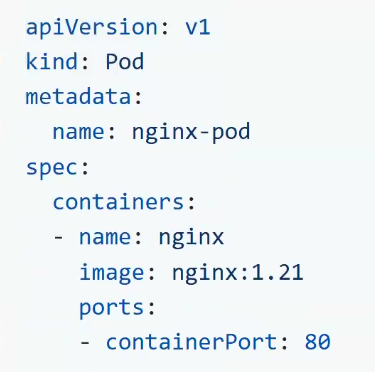 apiVersion: v1
kind: Pod
metadata:
  name: nginx-pod
spec:
  containers:
  - name: nginx
    image: nginx:1.21
    ports:
    - containerPort: 80